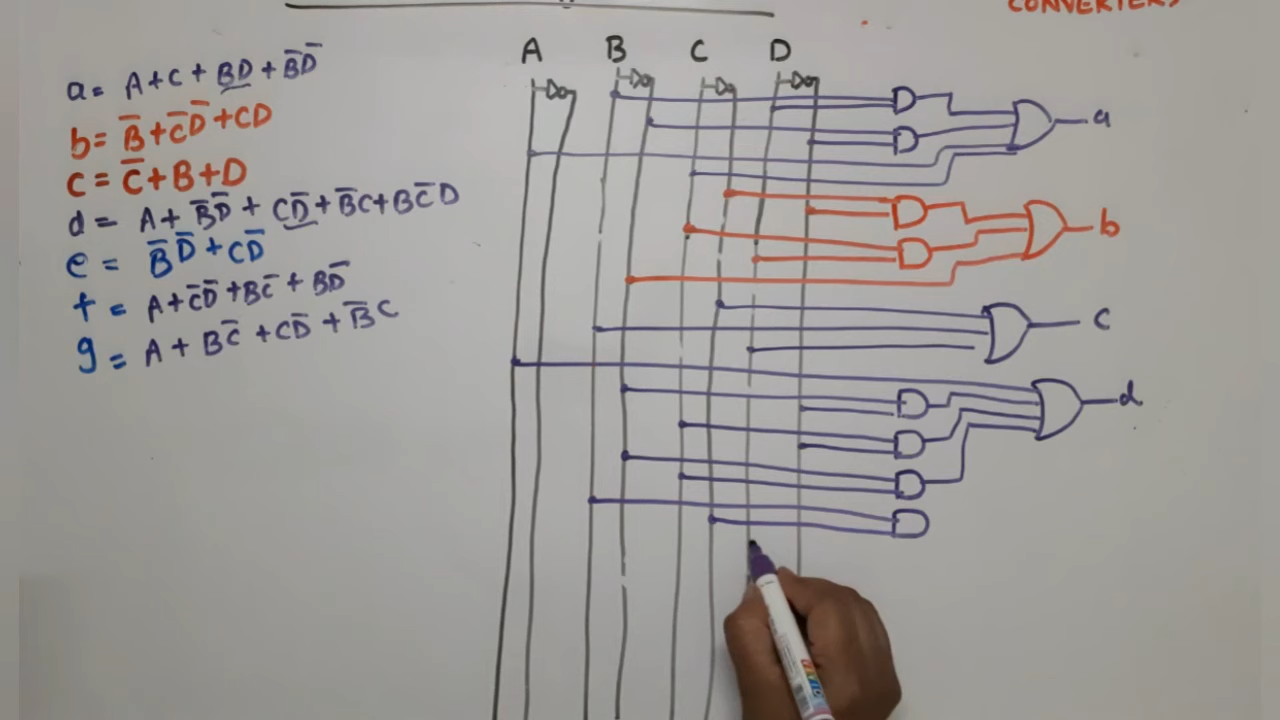 CONVERTERS
A B C D
a = A + C + BD + B̅D̅
b = B̅ + C̅D̅ + CD
c = C̅ + B + D
d = A + B̅D̅ + CD̅ + B̅C + BC̅D
e = B̅D̅ + CD̅
f = A + C̅D̅ + BC̅ + BD̅
g = A + BC̅ + CD̅ + B̅C
a
b
c
d